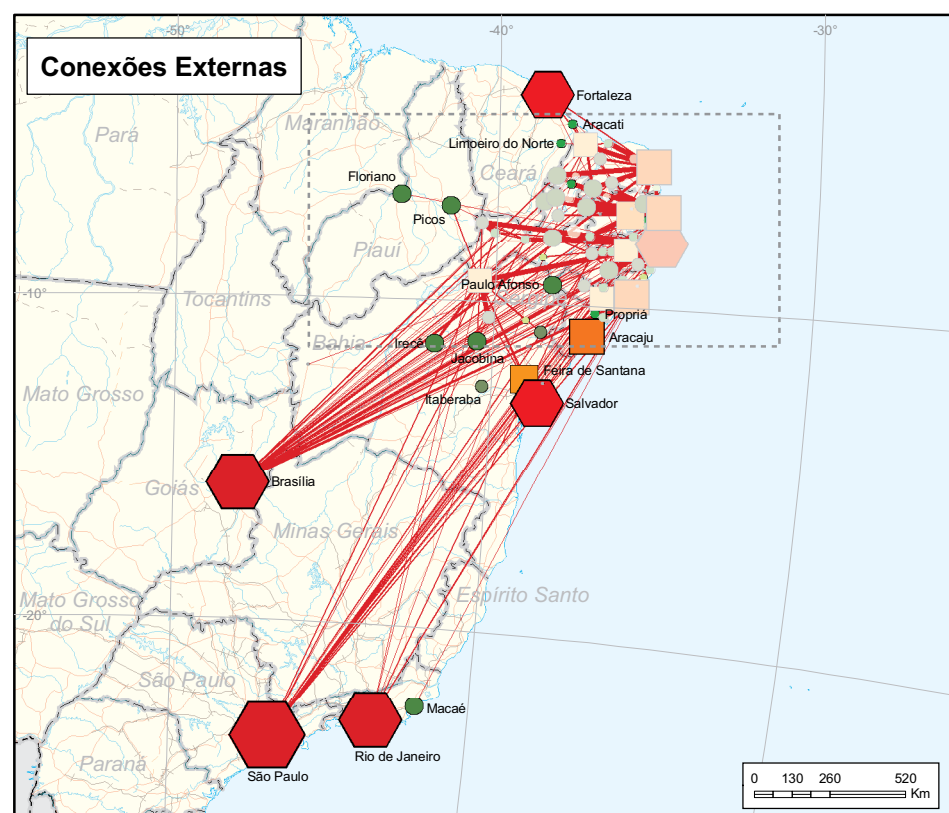 -50°
-40°
-30°
Conexões Externas
Fortaleza
Pará
Maranhão
Aracati
Limoeiro do Norte
Ceará
Floriano
Picos
Piauí
Paulo Afonso
-10°
Tocantins
Propriá
Bahia
Irecê
Aracaju
Jacobina
Feira de Santana
Mato Grosso
Itaberaba
Salvador
Goiás
Brasília
Minas Gerais
Espírito Santo
Mato Grosso
do Sul
-20°
São Paulo
Macaé
Rio de Janeiro
Paraná
São Paulo
0 130 260 520
Km